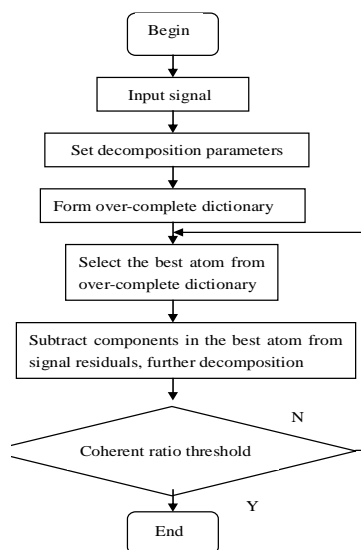 Begin
Input signal
Set decomposition parameters
Form over-complete dictionary
Select the best atom from
over-complete dictionary
Subtract components in the best atom from
signal residuals, further decomposition
N
Coherent ratio threshold
Y
End